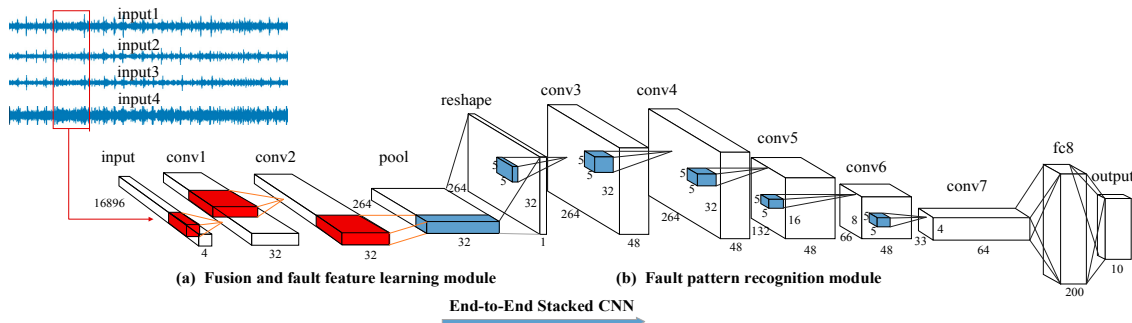 input1
input2
input3
input4
input
conv1
conv2
pool
reshape
conv3
conv4
conv5
conv6
conv7
fc8
output
16896
4
32
264
32
264
32
5
5
32
1
264
5
5
32
48
264
5
5
32
48
132
5
5
16
48
66
5
5
8
48
33
4
64
200
10
(a) Fusion and fault feature learning module
(b) Fault pattern recognition module
End-to-End Stacked CNN